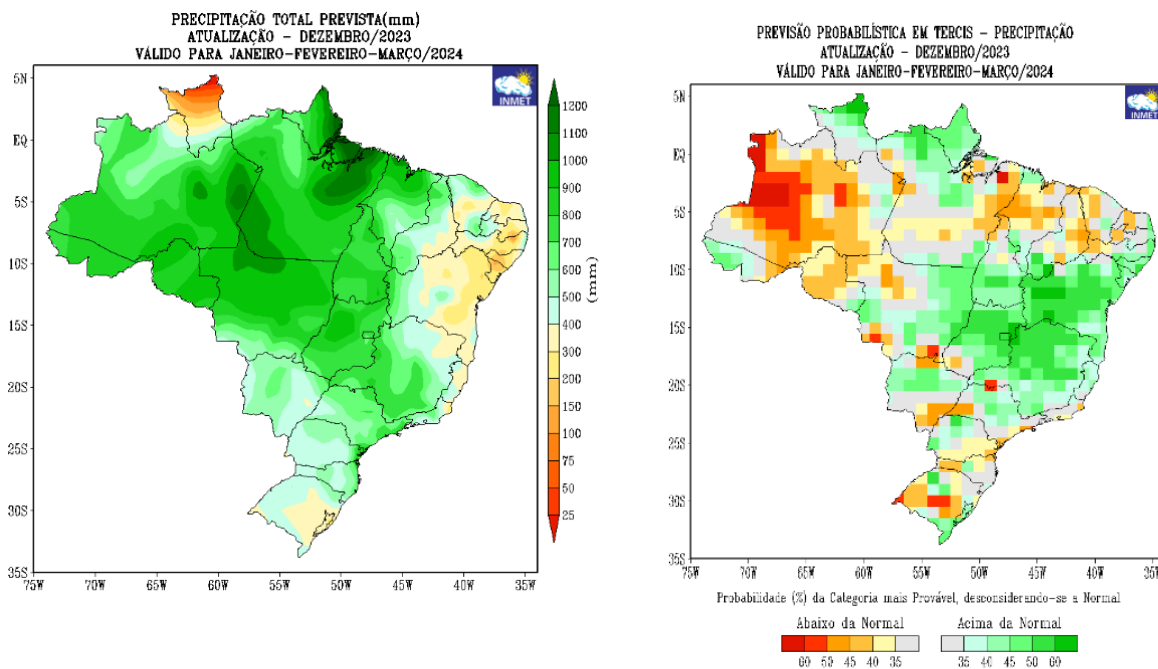 PRECIPITAÇÃO TOTAL PREVISTA(mm)
ATUALIZAÇÃO - DEZEMBRO/2023
VÁLIDO PARA JANEIRO-FEVEREIRO-MARÇO/2024
INMET
5N
EQ
5S
10S
15S
20S
25S
30S
35S
75W 70W 65W 60W 55W 50W 45W 40W 35W
1200
1100
1000
900
800
700
600
500
400
300
200
150
100
75
50
25
(mm)
PREVISÃO PROBABILÍSTICA EM TERCIS - PRECIPITAÇÃO
ATUALIZAÇÃO - DEZEMBRO/2023
VÁLIDO PARA JANEIRO-FEVEREIRO-MARÇO/2024
INMET
5N
EQ
5S
10S
15S
20S
25S
30S
35S
75W 70W 65W 60W 55W 50W 45W 40W 35W
Probabilidade (%) da Categoria mais Provável, desconsiderando-se a Normal
Abaixo da Normal Acima da Normal
60 50 45 40 35 35 40 45 50 60